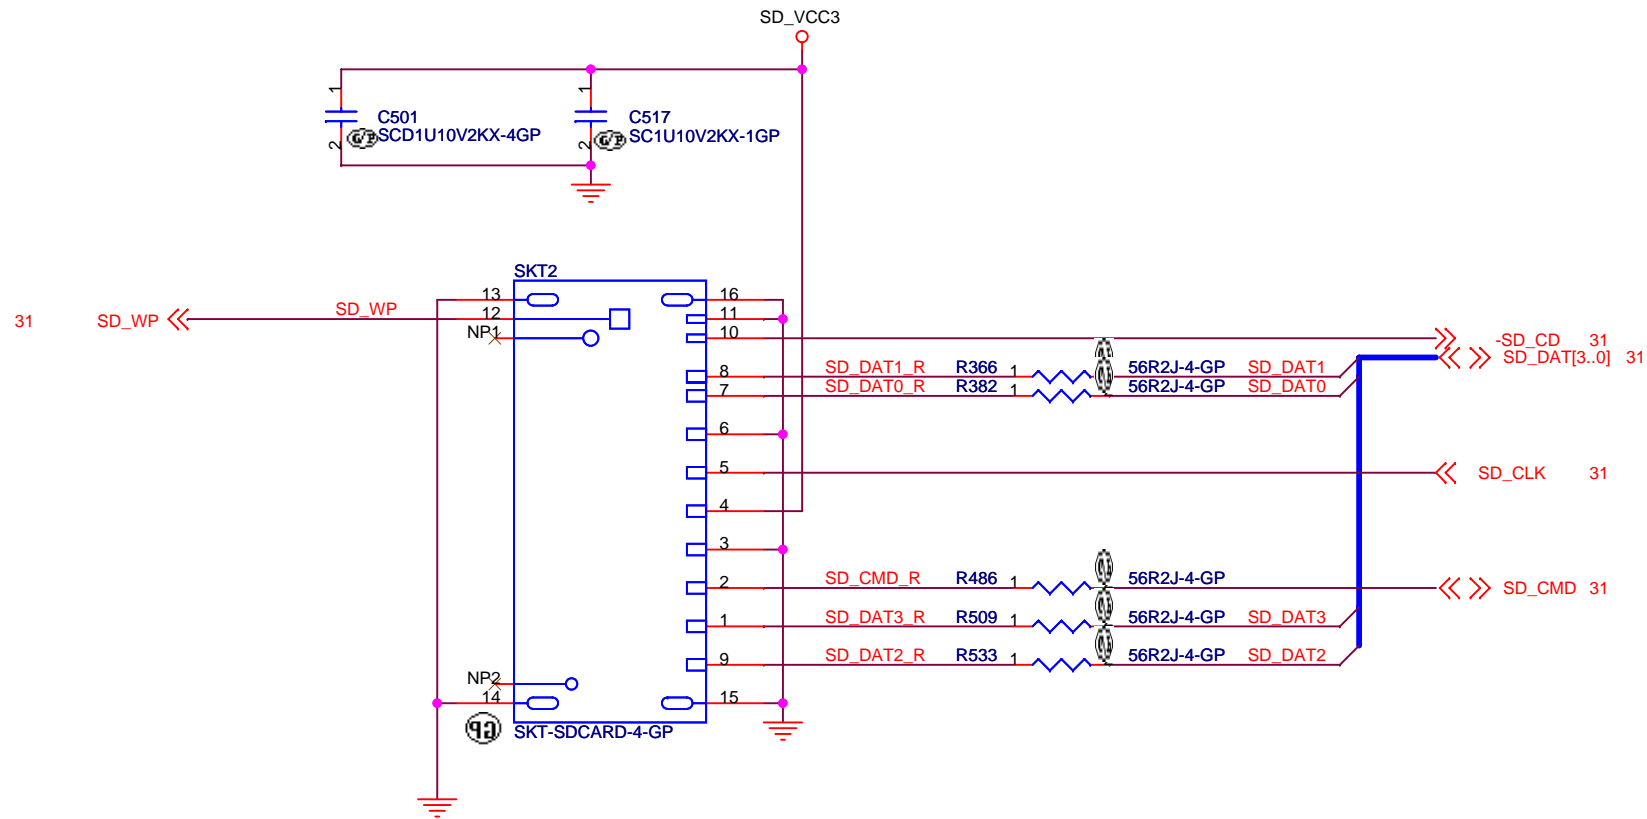 SD_VCC3
1 1
C501 C517
SCD1U10V2KX-4GP SC1U10V2KX-1GP
2 2
SKT2
13 16
31 SD_WP SD_WP 12 11
NP1 10 -SD_CD 31
SD_DAT[3..0] 31
8 SD_DAT1_R R366 1 56R2J-4-GP SD_DAT1
7 SD_DAT0_R R382 1 56R2J-4-GP SD_DAT0
6
5 SD_CLK 31
4
3
2 SD_CMD_R R486 1 56R2J-4-GP SD_CMD 31
1 SD_DAT3_R R509 1 56R2J-4-GP SD_DAT3
9 SD_DAT2_R R533 1 56R2J-4-GP SD_DAT2
NP2
14 15
SKT-SDCARD-4-GP